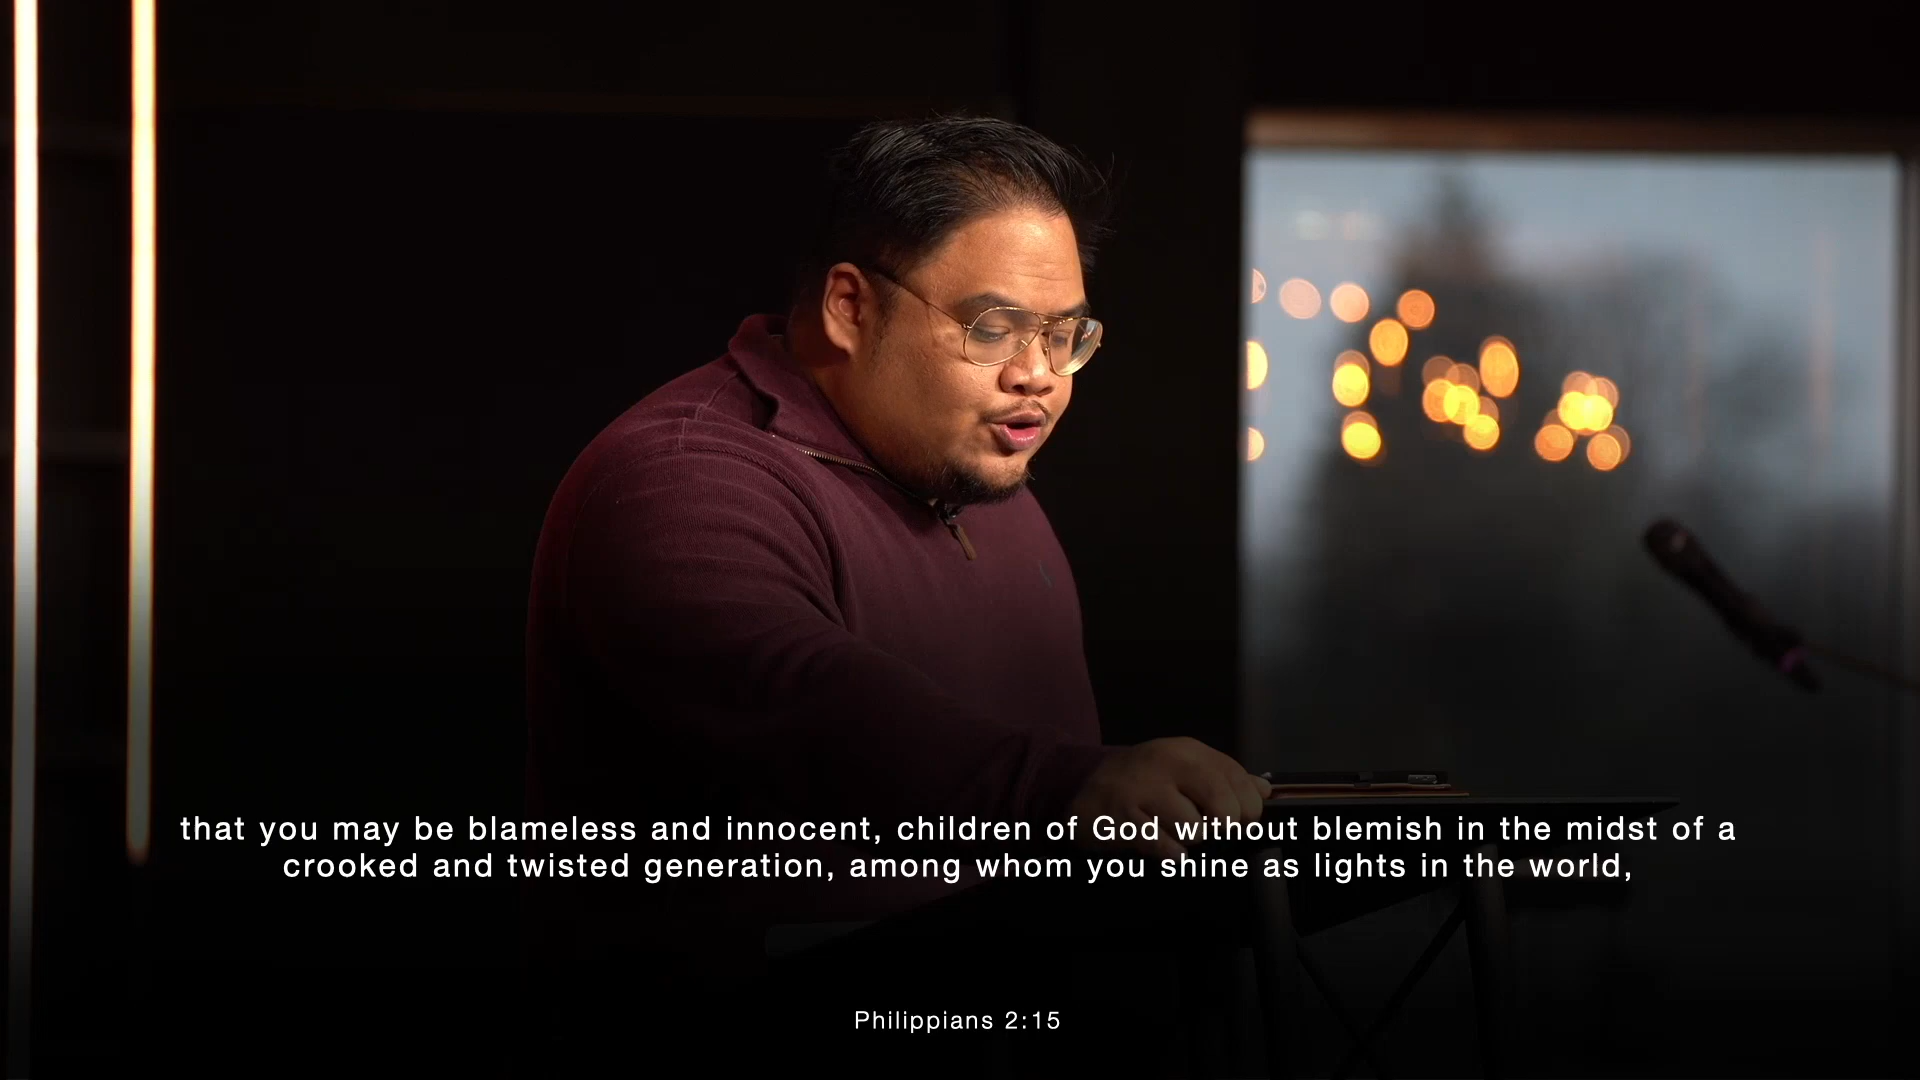 that you may be blameless and innocent, children of God without blemish in the midst of a
crooked and twisted generation, among whom you shine as lights in the world,
Philippians 2:15